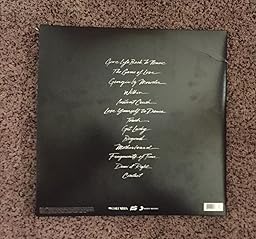 Give Life Back to Music
The Game of Love
Giorgio by Moroder
Within
Instant Crush
Lose Yourself to Dance
Touch
Get Lucky
Beyond
Motherboard
Fragments of Time
Doin' it Right
Contact